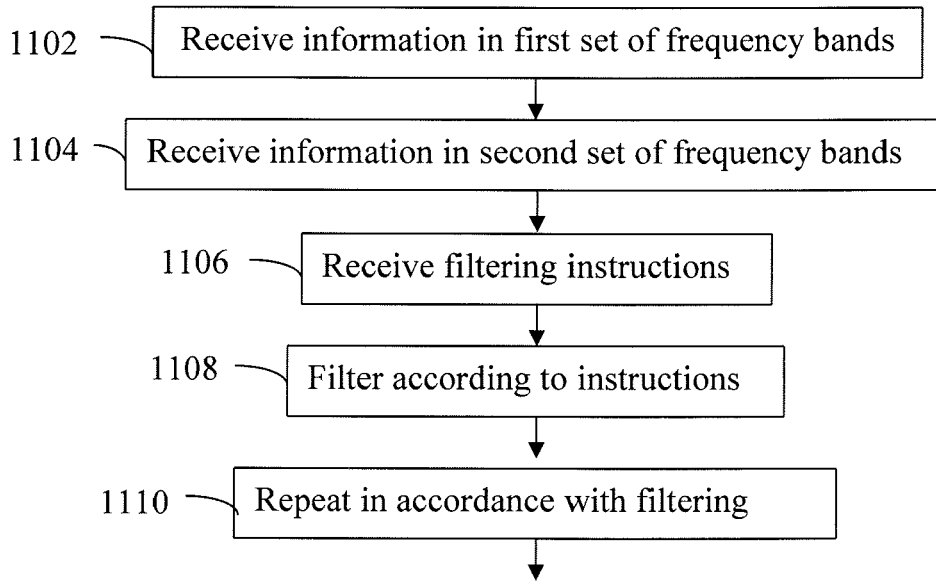 1102 Receive information in first set of frequency bands
1104 Receive information in second set of frequency bands
1106 Receive filtering instructions
1108 Filter according to instructions
1110 Repeat in accordance with filtering